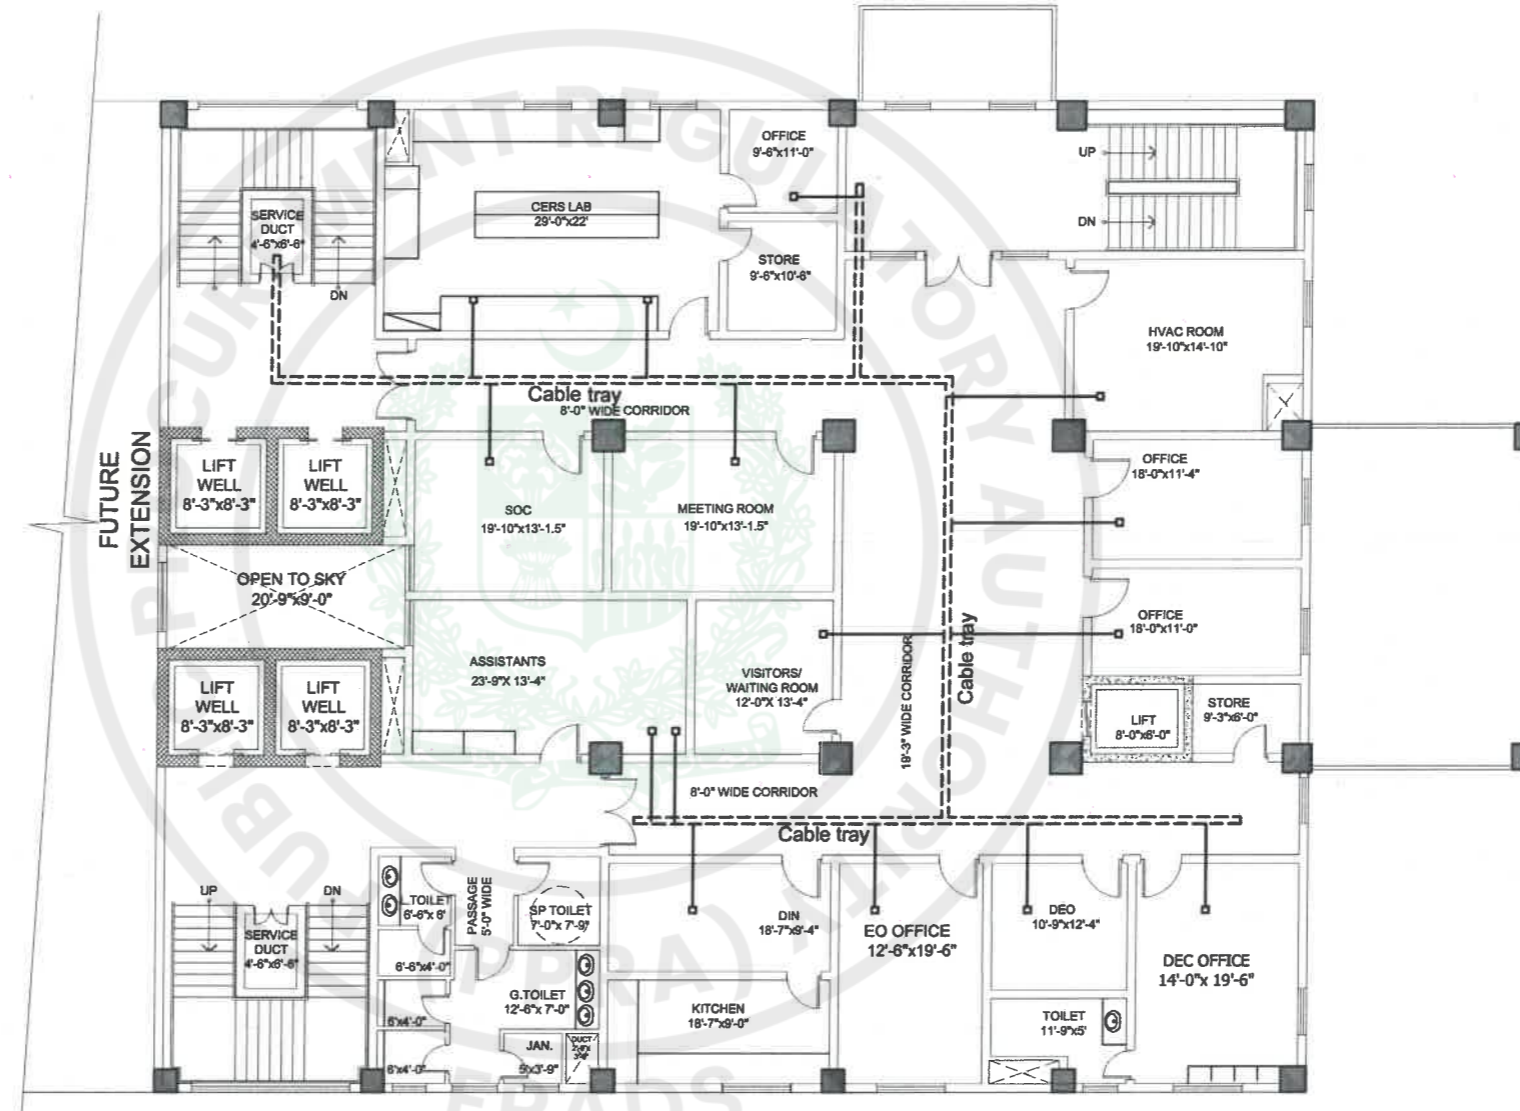 OFFICE
9'-6"x11'-0"
UP
DN
CERS LAB
29'-0"x22'
SERVICE
DUCT
4'-6"x6'-6"
DN
STORE
9'-6"x10'-6"
HVAC ROOM
19'-10"x14'-10"
Cable tray
8'-0" WIDE CORRIDOR
FUTURE
EXTENSION
LIFT
WELL
8'-3"x8'-3"
LIFT
WELL
8'-3"x8'-3"
SOC
19'-10"x13'-1.5"
MEETING ROOM
19'-10"x13'-1.5"
OFFICE
18'-0"x11'-4"
OPEN TO SKY
20'-9"x9'-0"
OFFICE
18'-0"x11'-0"
ASSISTANTS
23'-9"X 13'-4"
VISITORS/
WAITING ROOM
12'-0"X 13'-4"
19'-3" WIDE CORRIDOR
Cable tray
LIFT
WELL
8'-3"x8'-3"
LIFT
WELL
8'-3"x8'-3"
LIFT
8'-0"x6'-0"
STORE
9'-3"x6'-0"
8'-0" WIDE CORRIDOR
Cable tray
UP
DN
SERVICE
DUCT
4'-6"x6'-6"
L.TOILET
6'-6"x 6'
PASSAGE
5'-0" WIDE
SP TOILET
7'-0"x 7'-9"
6'-6"x4'-0"
G.TOILET
12'-6"x 7'-0"
6'x4'-0"
6'x4'-0"
JAN.
5'x3'-9"
DUCT
DIN
18'-7"x9'-4"
KITCHEN
18'-7"x9'-0"
EO OFFICE
12'-6"x19'-6"
DEO
10'-9"x12'-4"
TOILET
11'-9"x5'
DEC OFFICE
14'-0"x 19'-6"
PUBLIC PROCUREMENT REGULATORY AUTHORITY (PPRA)
EPADS